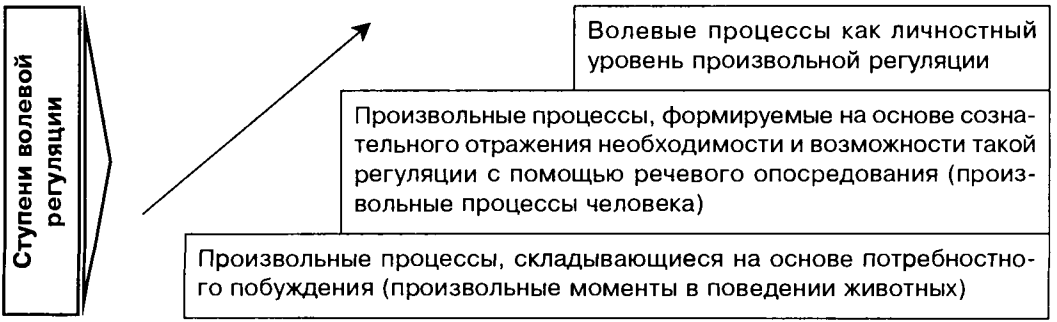 Ступени волевой
регуляции
Волевые процессы как личностный
уровень произвольной регуляции
Произвольные процессы, формируемые на основе созна-
тельного отражения необходимости и возможности такой
регуляции с помощью речевого опосредования (произ-
вольные процессы человека)
Произвольные процессы, складывающиеся на основе потребностно-
го побуждения (произвольные моменты в поведении животных)